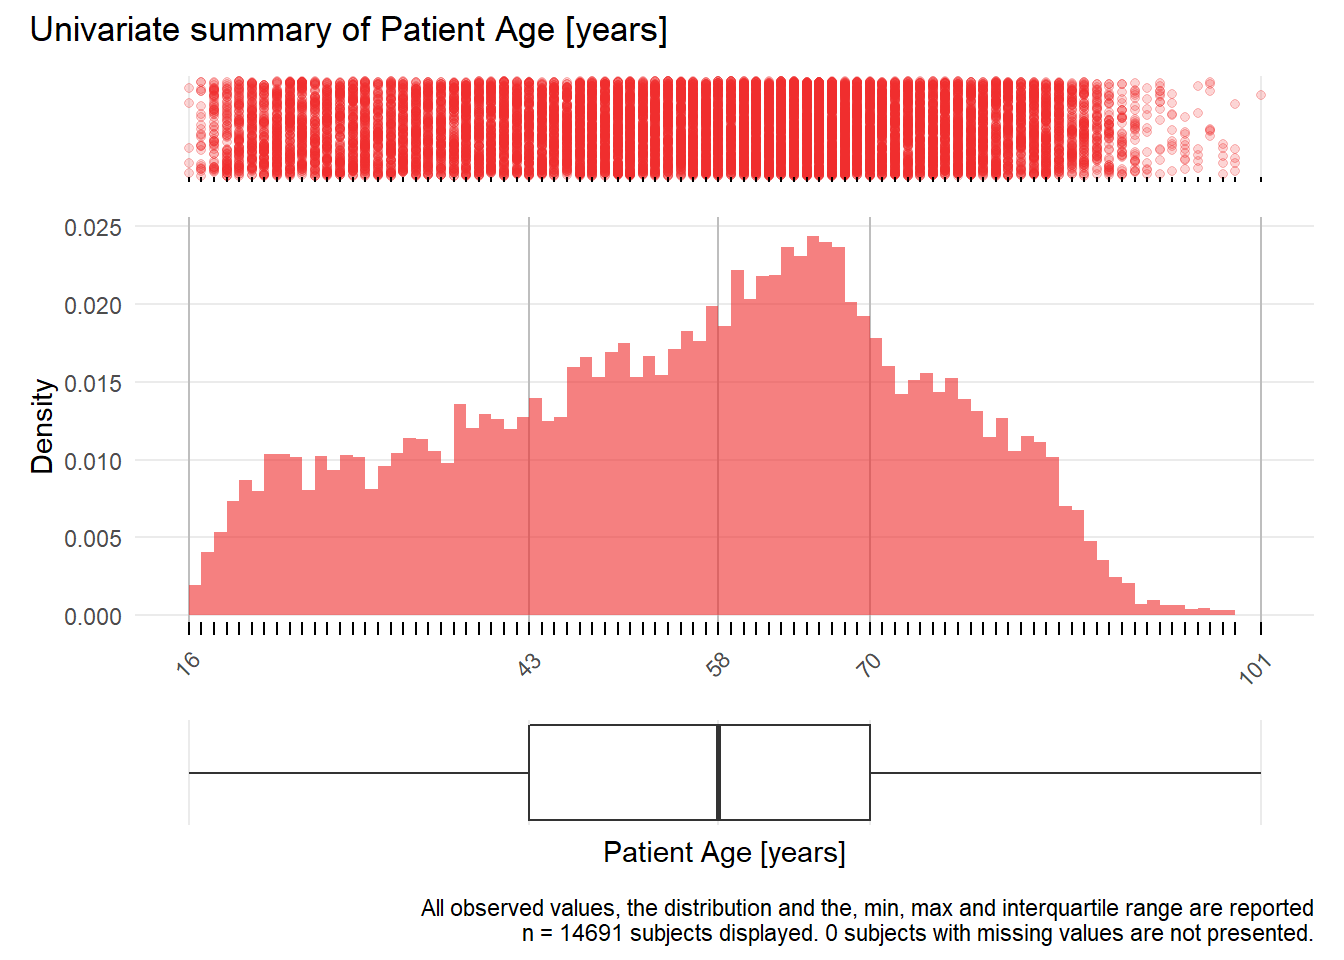 Univariate summary of Patient Age [years]
0.025
0.020
0.015
0.010
0.005
0.000
Density
16 43 58 70 101
Patient Age [years]
All observed values, the distribution and the, min, max and interquartile range are reported
n = 14691 subjects displayed. 0 subjects with missing values are not presented.